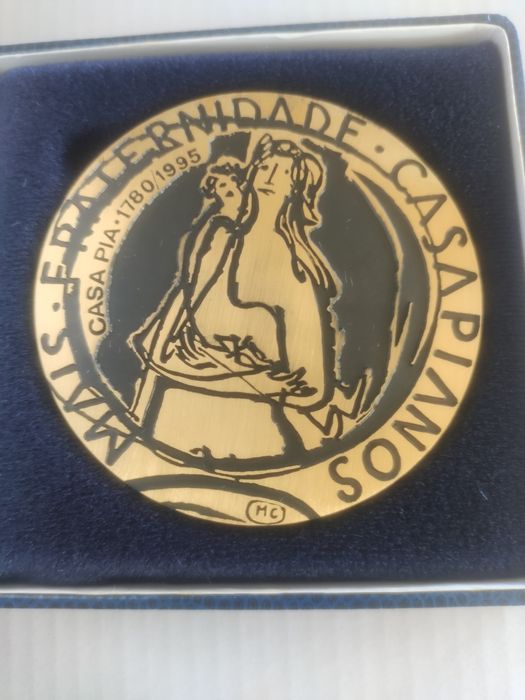 MAIS · FRATERNIDADE · CASAPIANOS
CASA PIA · 1780/1995
MC